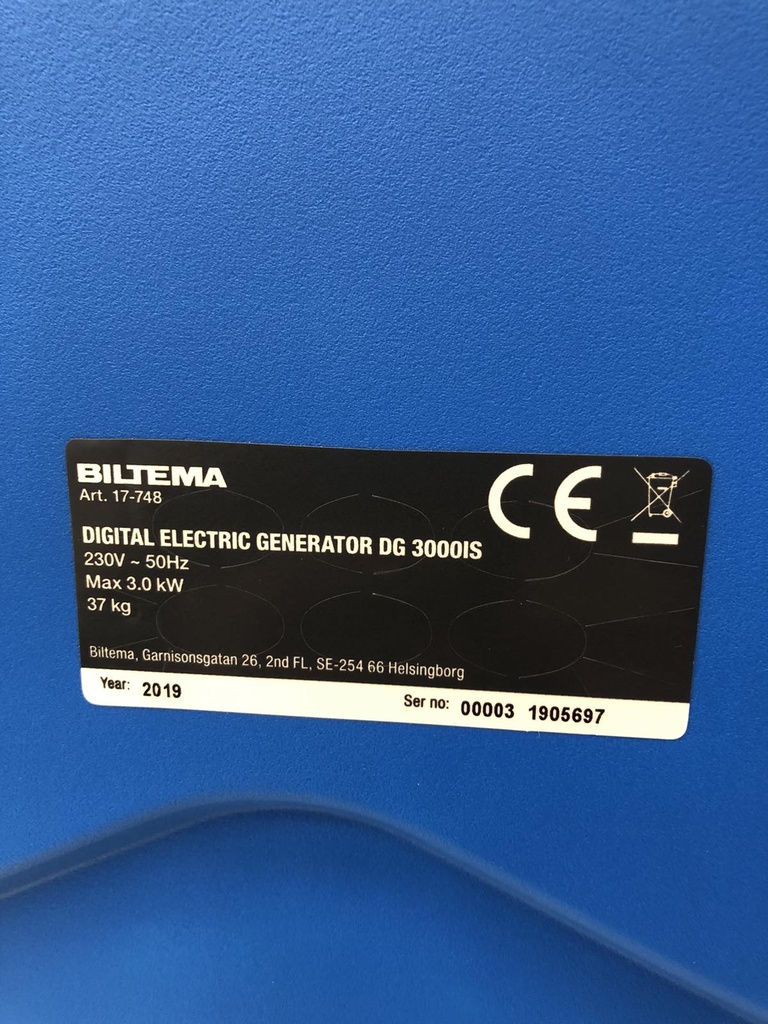 BILTEMA
Art. 17-748
CE
DIGITAL ELECTRIC GENERATOR DG 3000IS
230V ~ 50Hz
Max 3.0 kW
37 kg
Biltema, Garnisonsgatan 26, 2nd FL, SE-254 66 Helsingborg
Year: 2019 Ser no: 00003 1905697